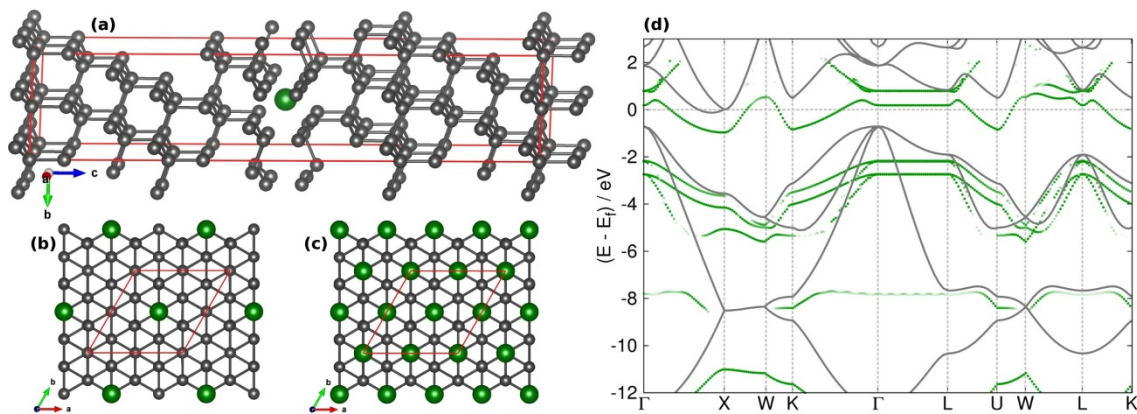 (a)
a
c
b
(b)
b
c
a
(c)
b
c
a
(d)
(E - E_f) / eV
2
0
-2
-4
-6
-8
-10
-12
Γ X W K Γ L U W L K